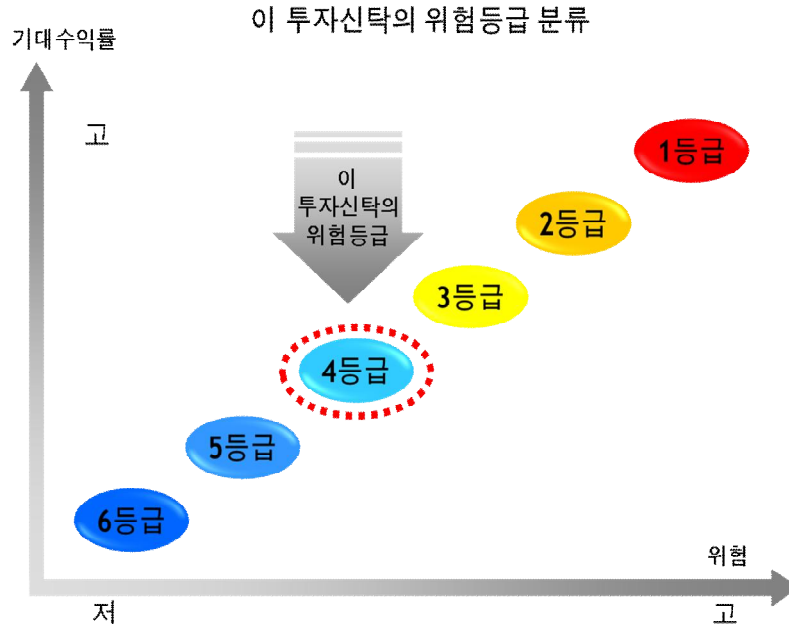 이 투자신탁의 위험등급 분류
기대수익률
고
1등급
이
투자신탁의
위험등급
2등급
3등급
4등급
5등급
6등급
위험
저
고